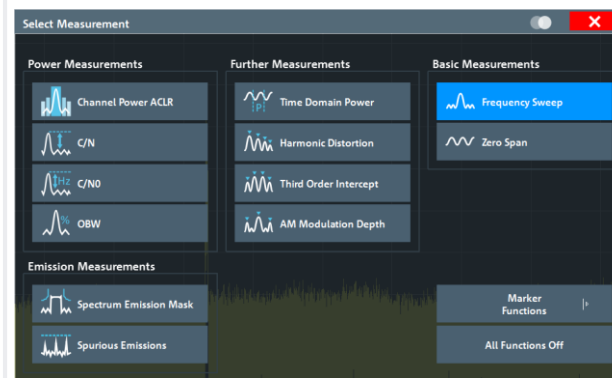 Select Measurement
Power Measurements
Channel Power ACLR
C/N
Hz
C/N0
%
OBW
Further Measurements
P
Time Domain Power
Harmonic Distortion
Third Order Intercept
AM Modulation Depth
Basic Measurements
Frequency Sweep
Zero Span
Emission Measurements
Spectrum Emission Mask
Spurious Emissions
Marker
Functions
All Functions Off